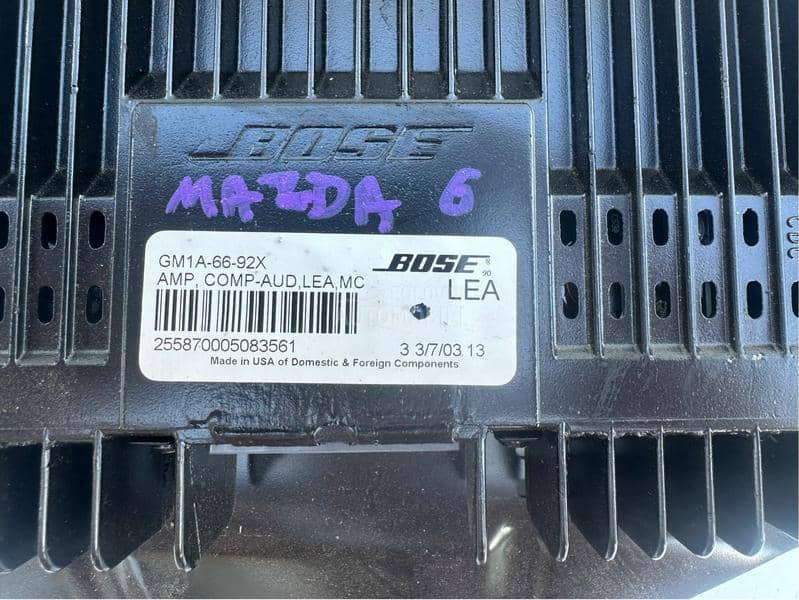 BOSE
MAZDA 6
GM1A-66-92X
BOSE®
90
AMP, COMP-AUD,LEA,MC
LEA
255870005083561
3 3/7/03 13
Made in USA of Domestic & Foreign Components